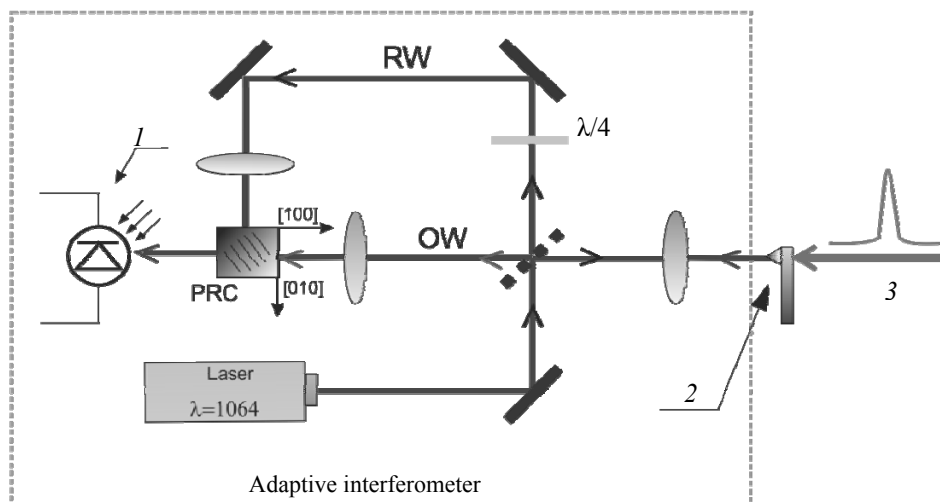 RW
λ/4
1
[100]
OW
PRC
[010]
3
2
Laser
λ=1064
Adaptive interferometer